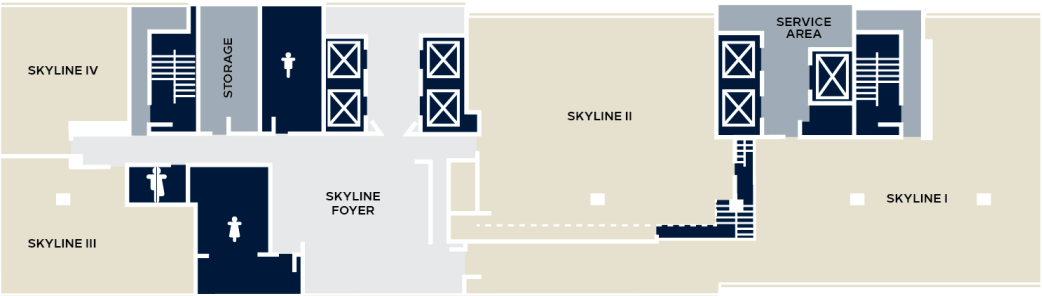 SERVICE
AREA
SKYLINE IV
STORAGE
SKYLINE II
SKYLINE
FOYER
SKYLINE I
SKYLINE III